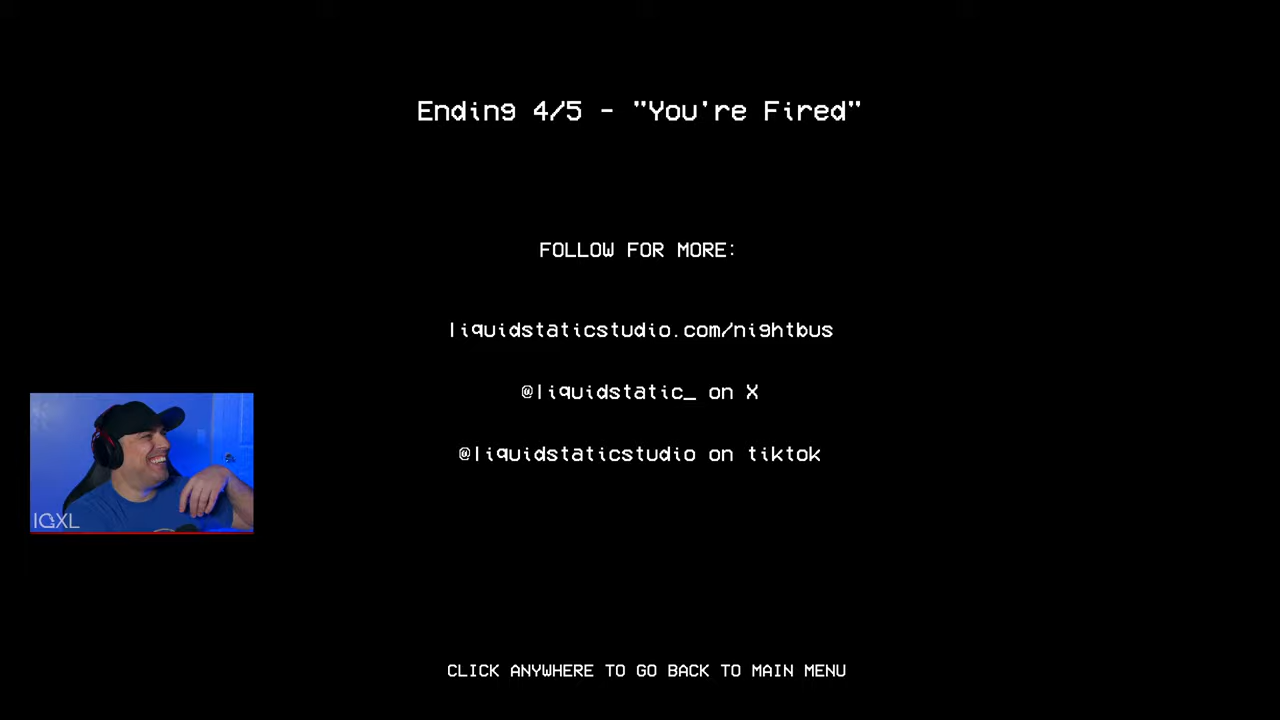 Ending 4/5 - "You're Fired"
FOLLOW FOR MORE:
liquidstaticstudio.com/nightbus
@liquidstatic_ on X
@liquidstaticstudio on tiktok
IGXL
CLICK ANYWHERE TO GO BACK TO MAIN MENU